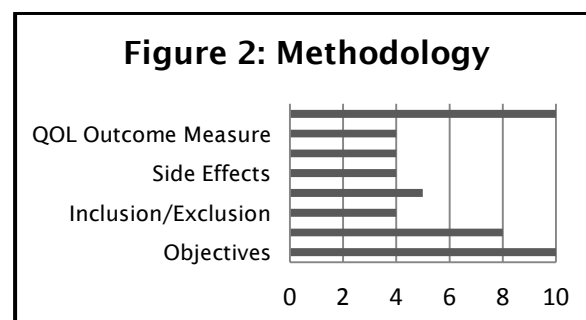 Figure 2: Methodology
QOL Outcome Measure
Side Effects
Inclusion/Exclusion
Objectives
0 2 4 6 8 10